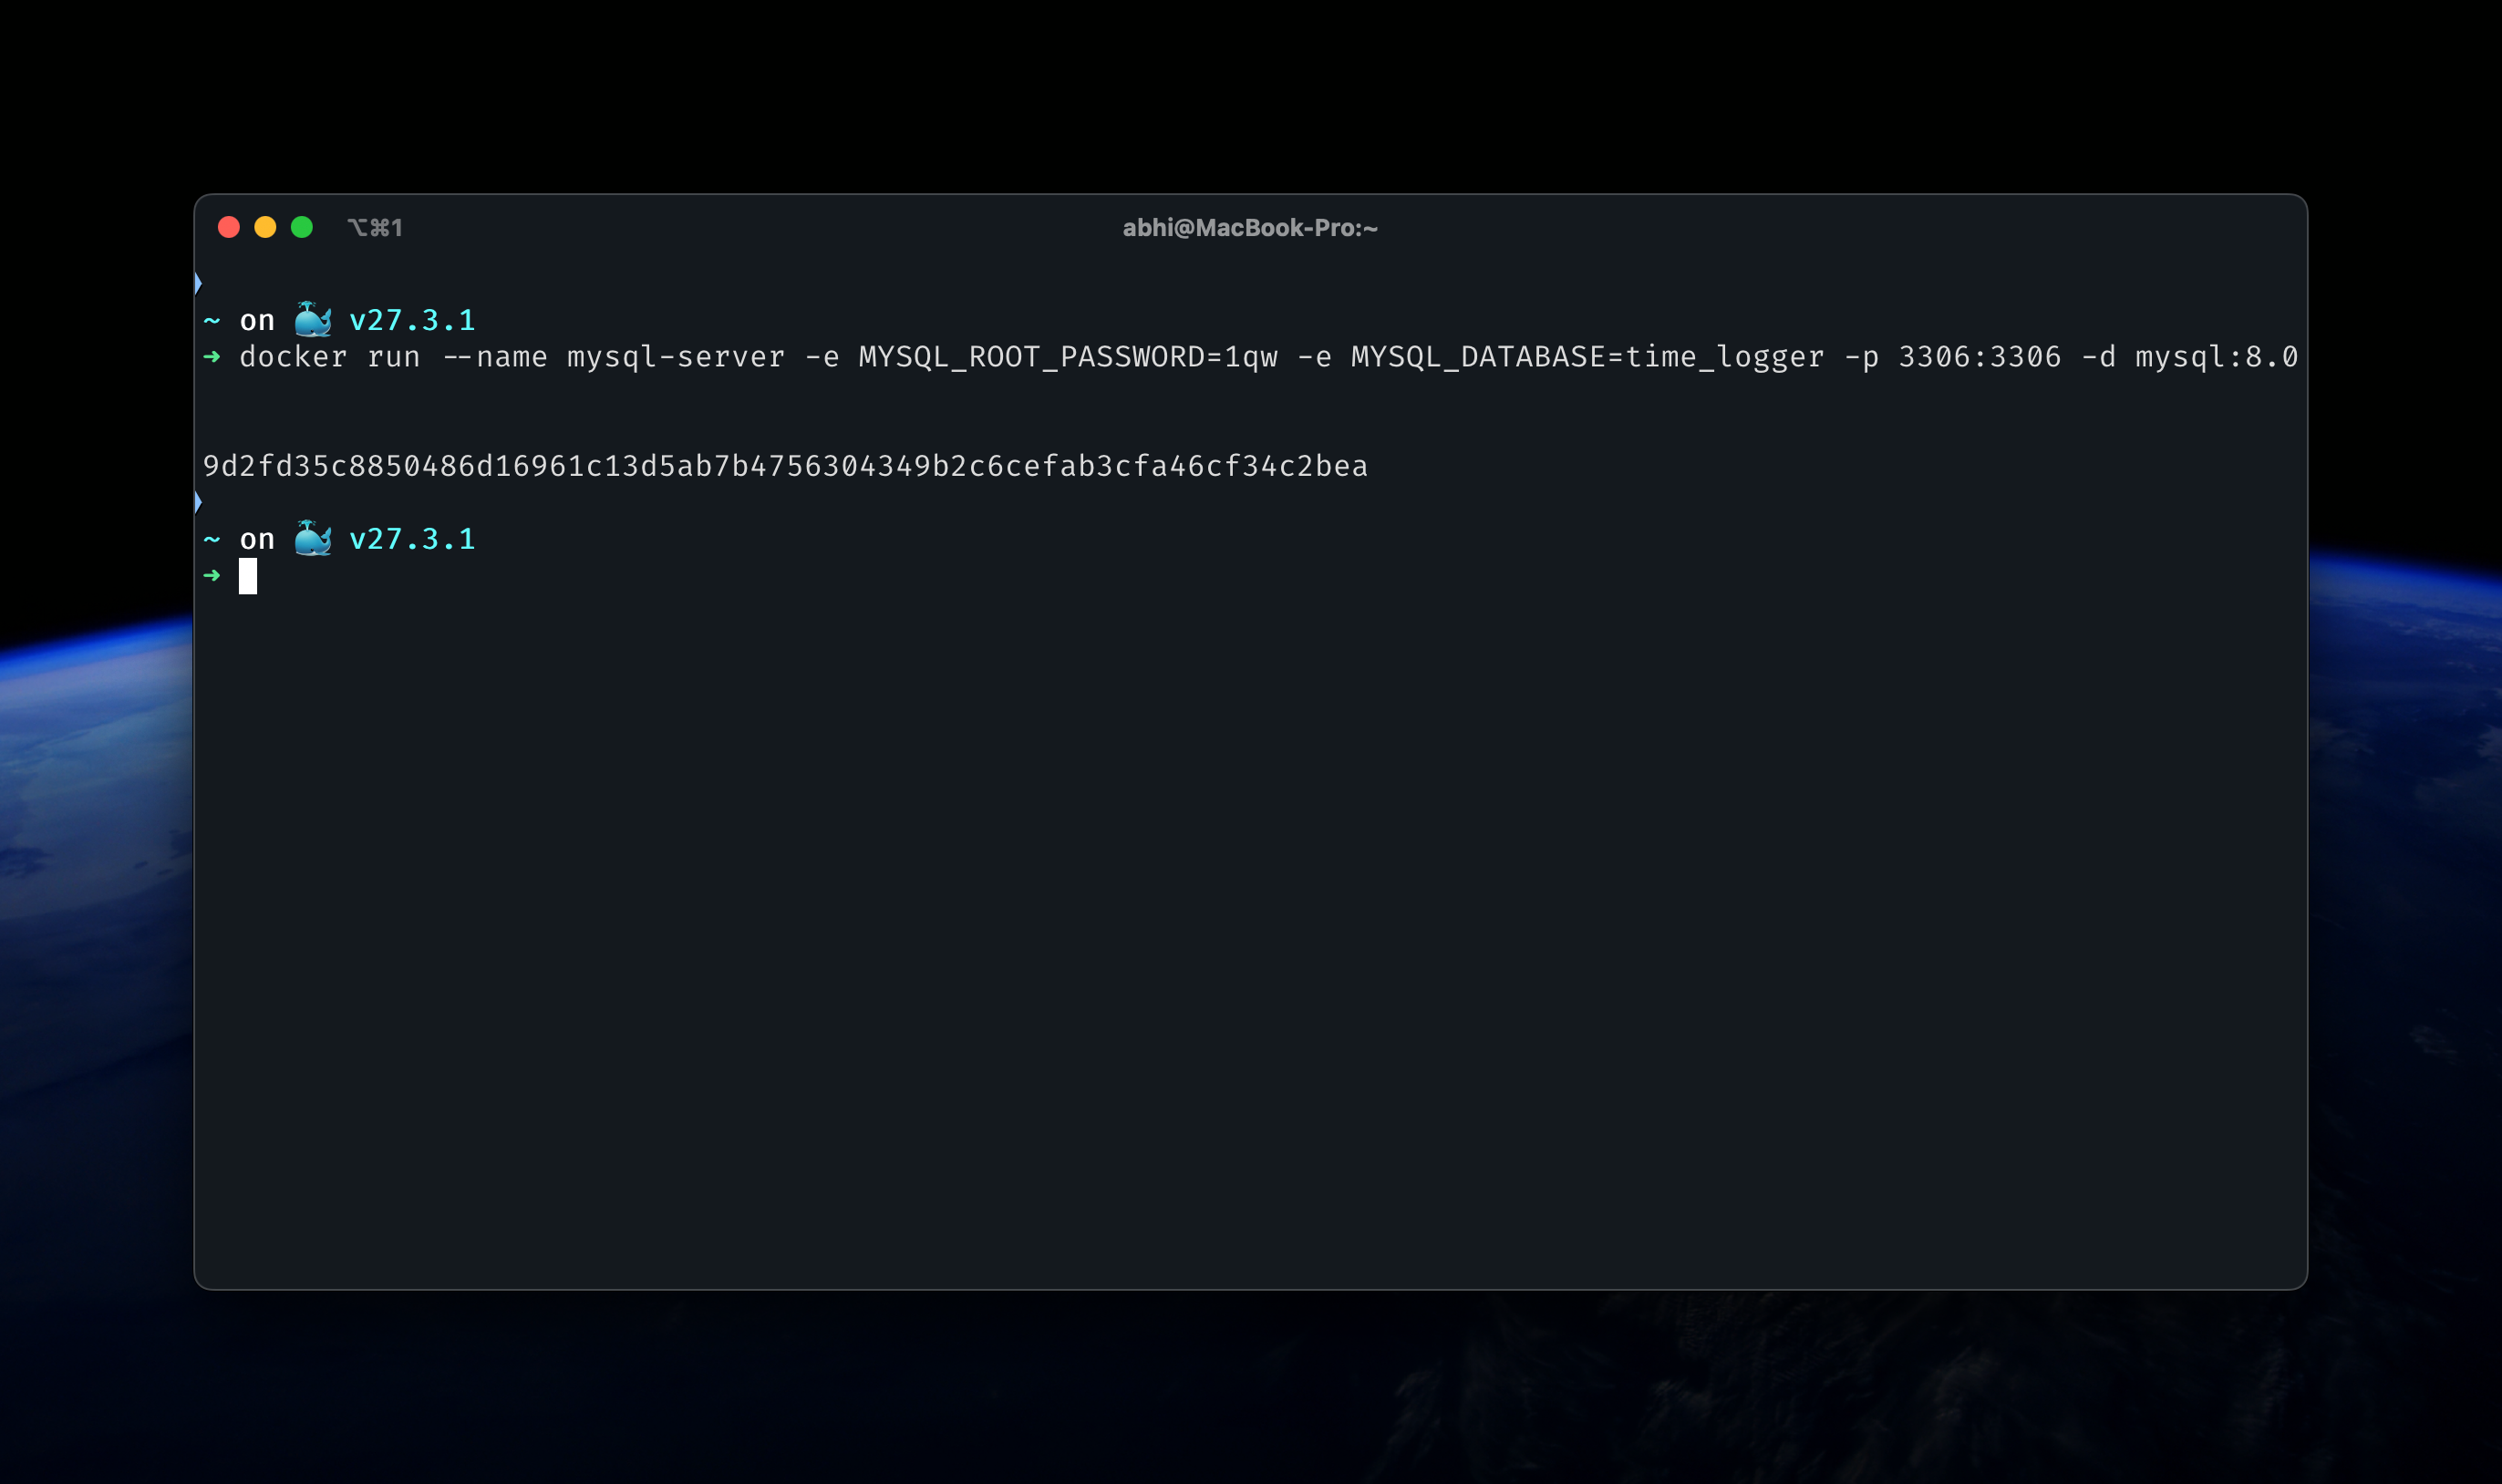 ⌥⌘1
abhi@MacBook-Pro:~
~ on 🐳 v27.3.1
➜ docker run --name mysql-server -e MYSQL_ROOT_PASSWORD=1qw -e MYSQL_DATABASE=time_logger -p 3306:3306 -d mysql:8.0
9d2fd35c8850486d16961c13d5ab7b4756304349b2c6cefab3cfa46cf34c2bea
~ on 🐳 v27.3.1
➜